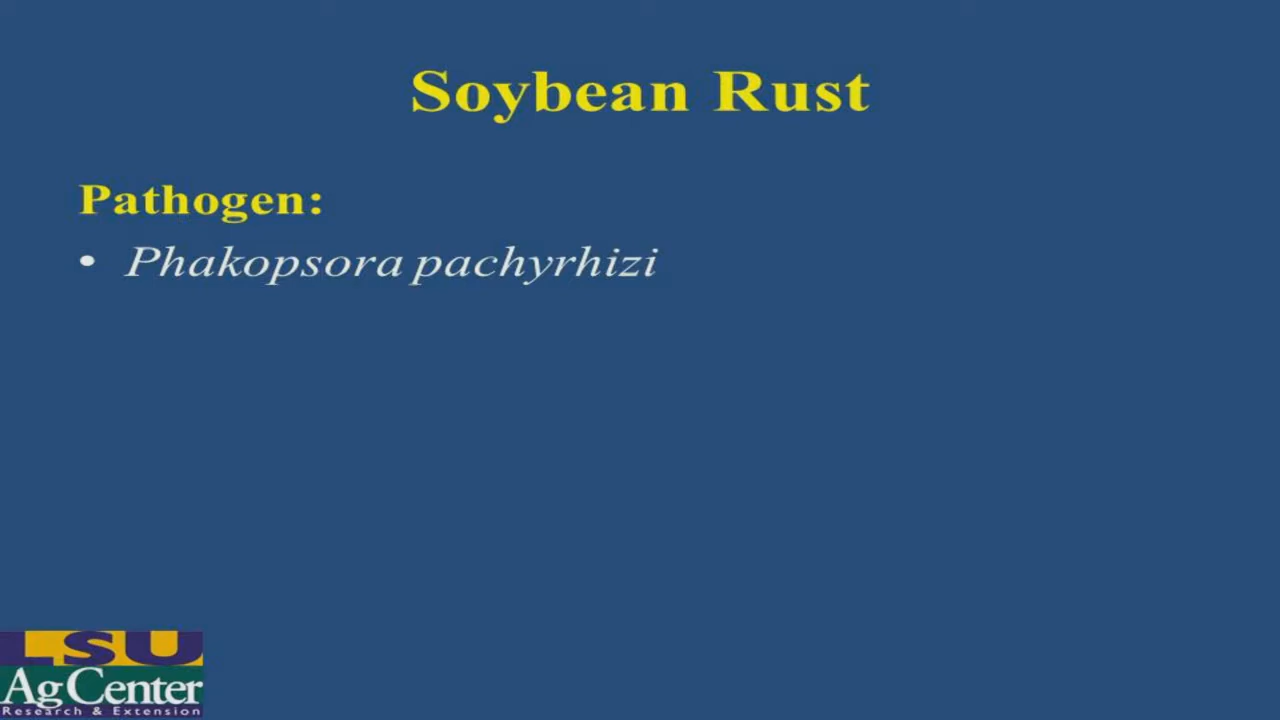 Soybean Rust
Pathogen:
• Phakopsora pachyrhizi
LSU
AgCenter
Research & Extension